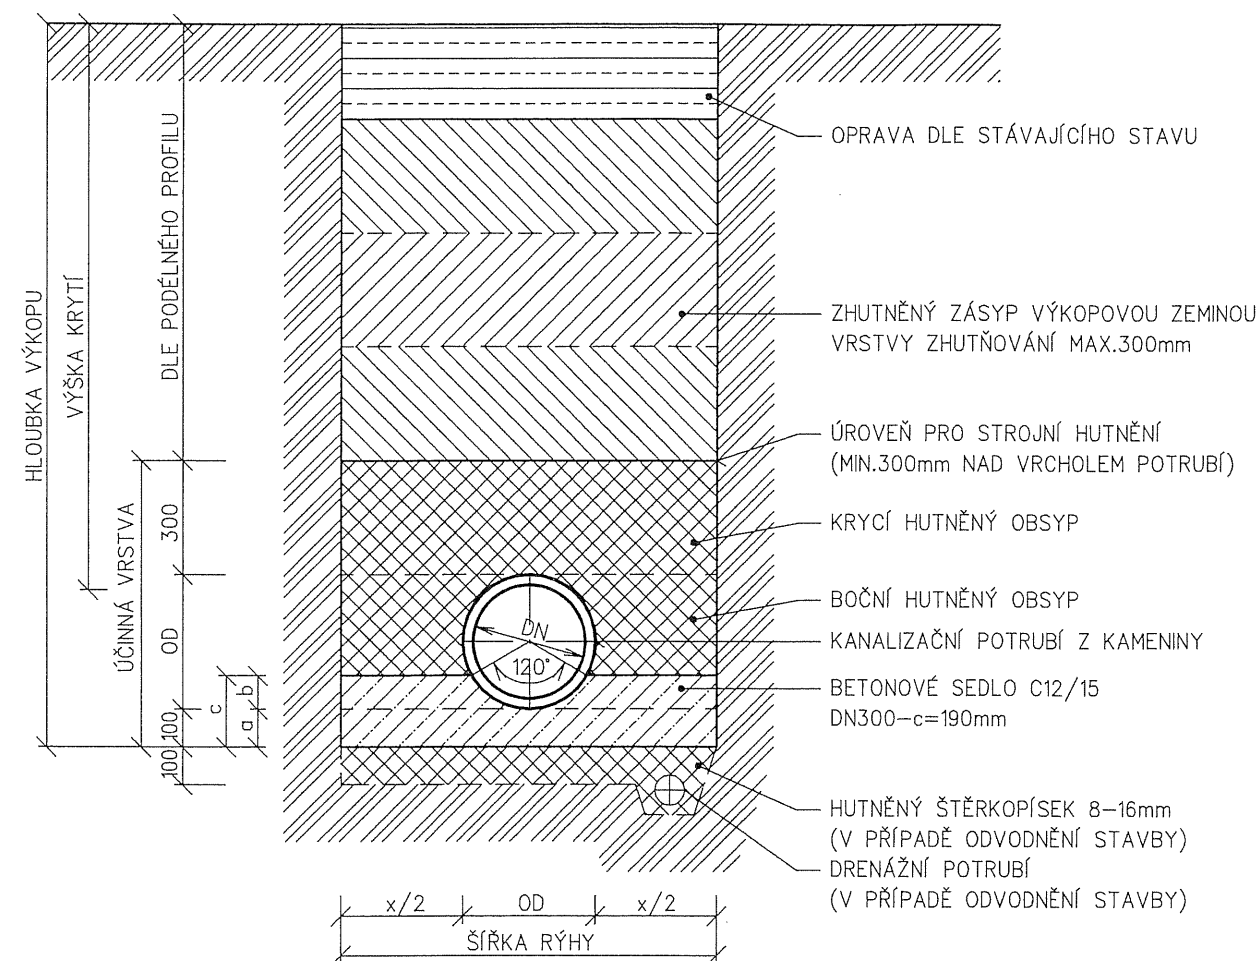 OPRAVA DLE STÁVAJÍCÍHO STAVU
ZHUTNĚNÝ ZÁSYP VÝKOPOVOU ZEMINOU
VRSTVY ZHUTŇOVÁNÍ MAX.300mm
ÚROVEŇ PRO STROJNÍ HUTNĚNÍ
(MIN.300mm NAD VRCHOLEM POTRUBÍ)
KRYCÍ HUTNĚNÝ OBSYP
BOČNÍ HUTNĚNÝ OBSYP
KANALIZAČNÍ POTRUBÍ Z KAMENINY
BETONOVÉ SEDLO C12/15
DN300-c=190mm
HUTNĚNÝ ŠTĚRKOPÍSEK 8-16mm
(V PŘÍPADĚ ODVODNĚNÍ STAVBY)
DRENÁŽNÍ POTRUBÍ
(V PŘÍPADĚ ODVODNĚNÍ STAVBY)
HLOUBKA VÝKOPU
VÝŠKA KRYTÍ
DLE PODÉLNÉHO PROFILU
ÚČINNÁ VRSTVA
300
OD
100
100
c
b
a
DN
120°
x/2
OD
x/2
ŠÍŘKA RÝHY